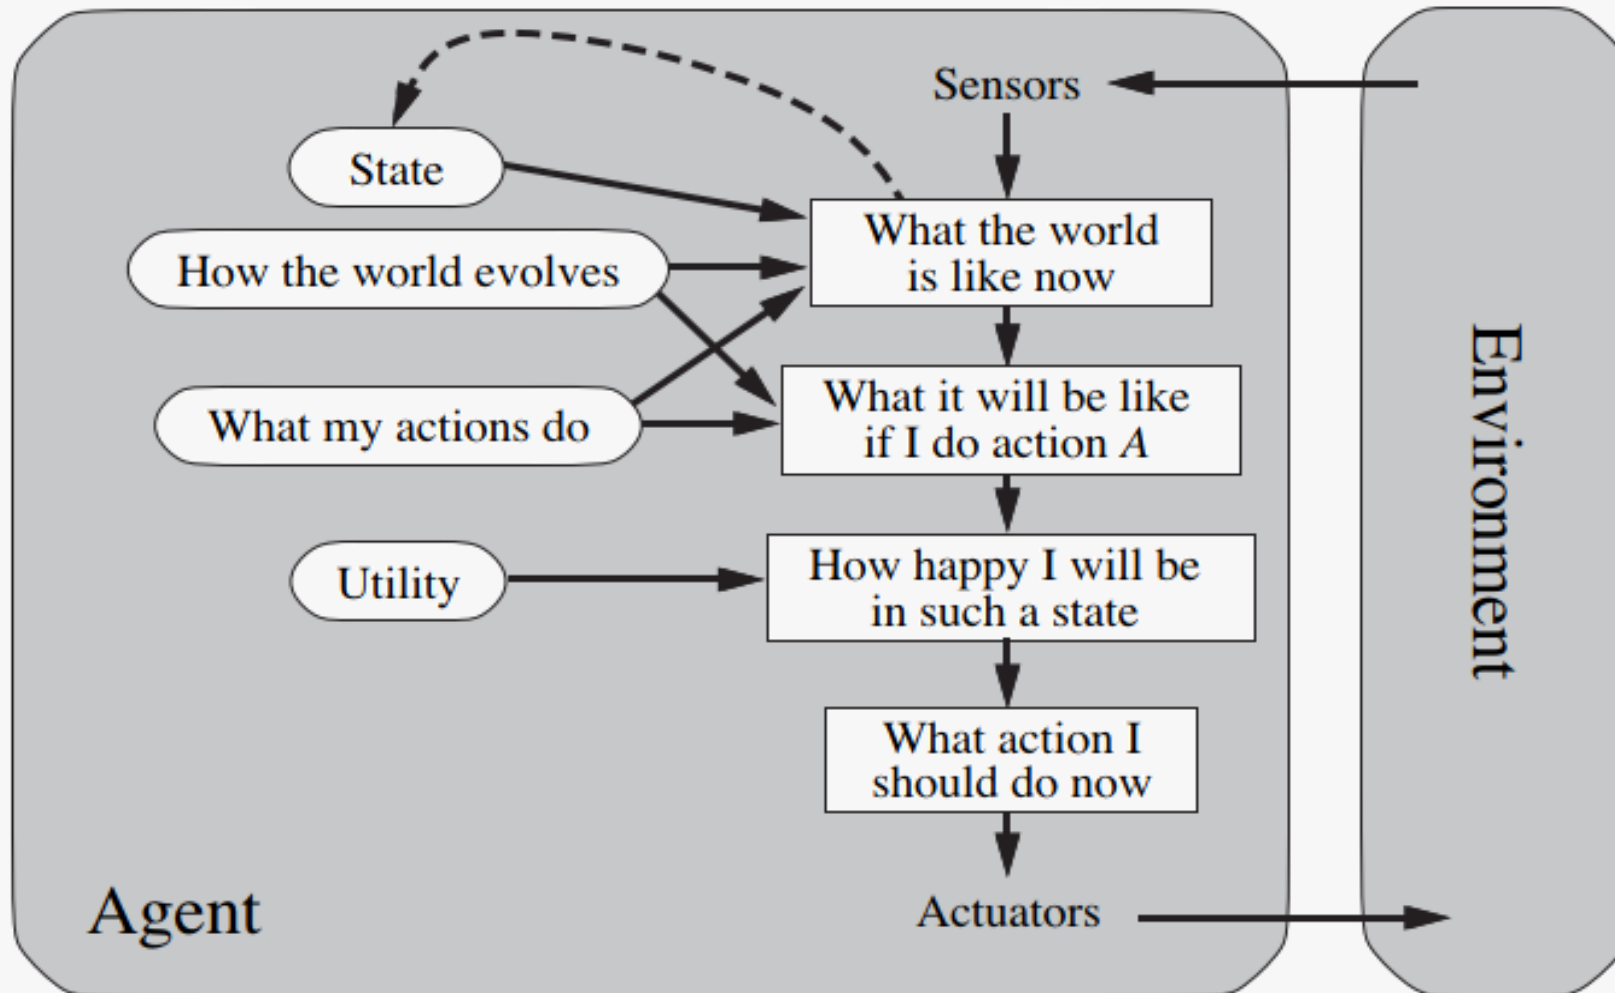 Sensors
State
What the world
is like now
How the world evolves
What it will be like
if I do action A
What my actions do
How happy I will be
in such a state
Utility
What action I
should do now
Agent
Actuators
Environment